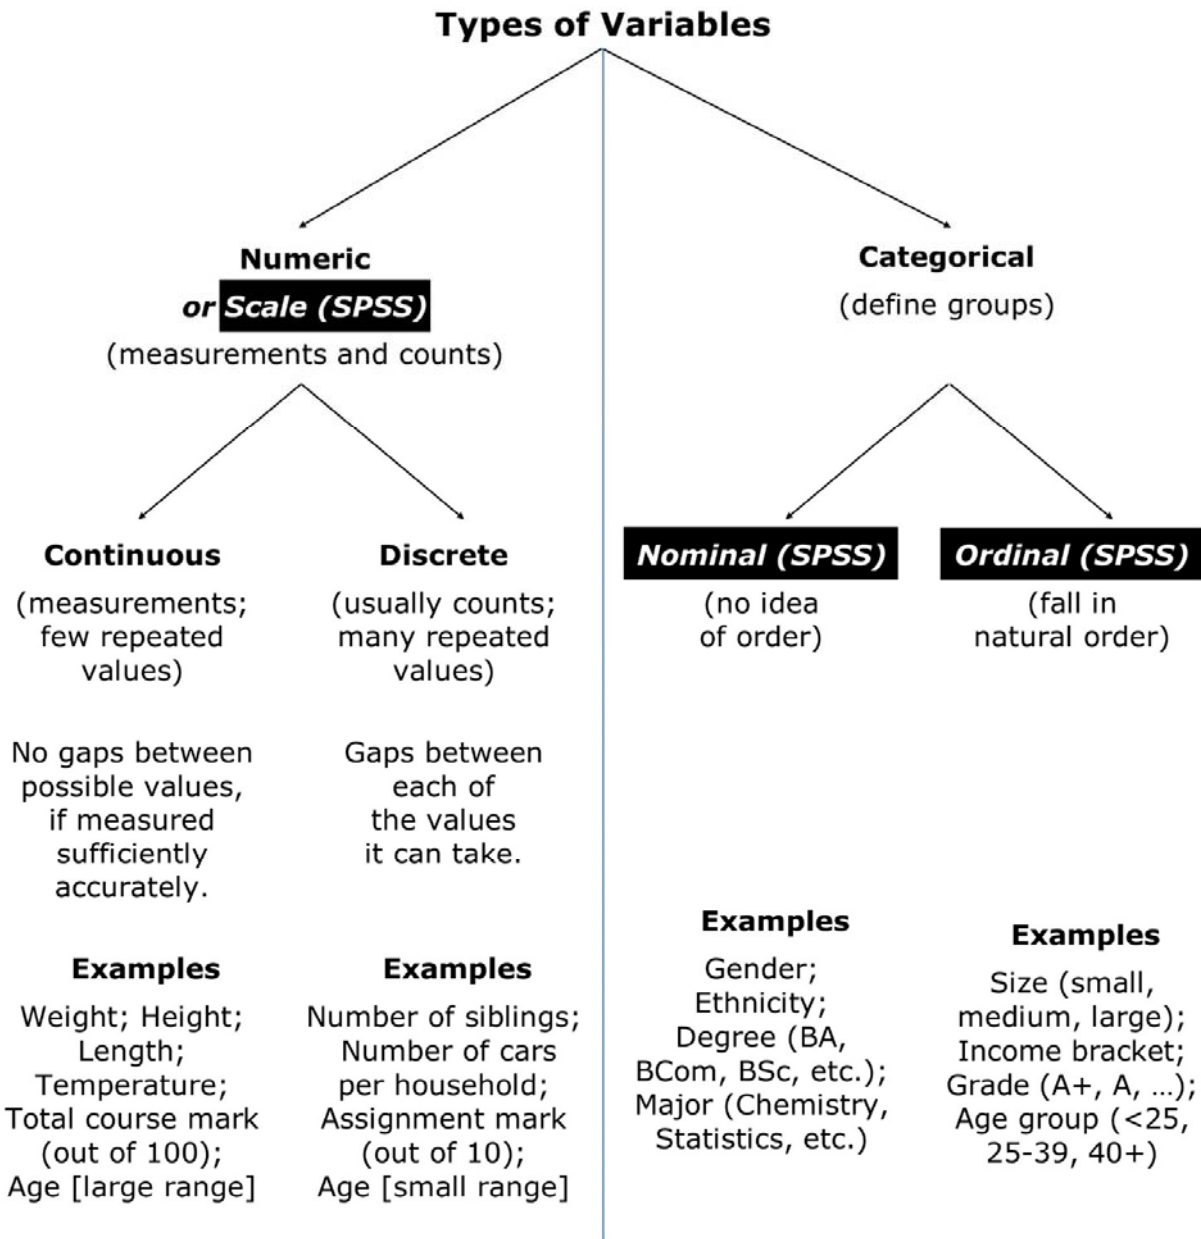 Types of Variables
Numeric
or Scale (SPSS)
(measurements and counts)
Categorical
(define groups)
Continuous
(measurements;
few repeated
values)
No gaps between
possible values,
if measured
sufficiently
accurately.
Examples
Weight; Height;
Length;
Temperature;
Total course mark
(out of 100);
Age [large range]
Discrete
(usually counts;
many repeated
values)
Gaps between
each of
the values
it can take.
Examples
Number of siblings;
Number of cars
per household;
Assignment mark
(out of 10);
Age [small range]
Nominal (SPSS)
(no idea
of order)
Examples
Gender;
Ethnicity;
Degree (BA,
BCom, BSc, etc.);
Major (Chemistry,
Statistics, etc.)
Ordinal (SPSS)
(fall in
natural order)
Examples
Size (small,
medium, large);
Income bracket;
Grade (A+, A, ...);
Age group (<25,
25-39, 40+)